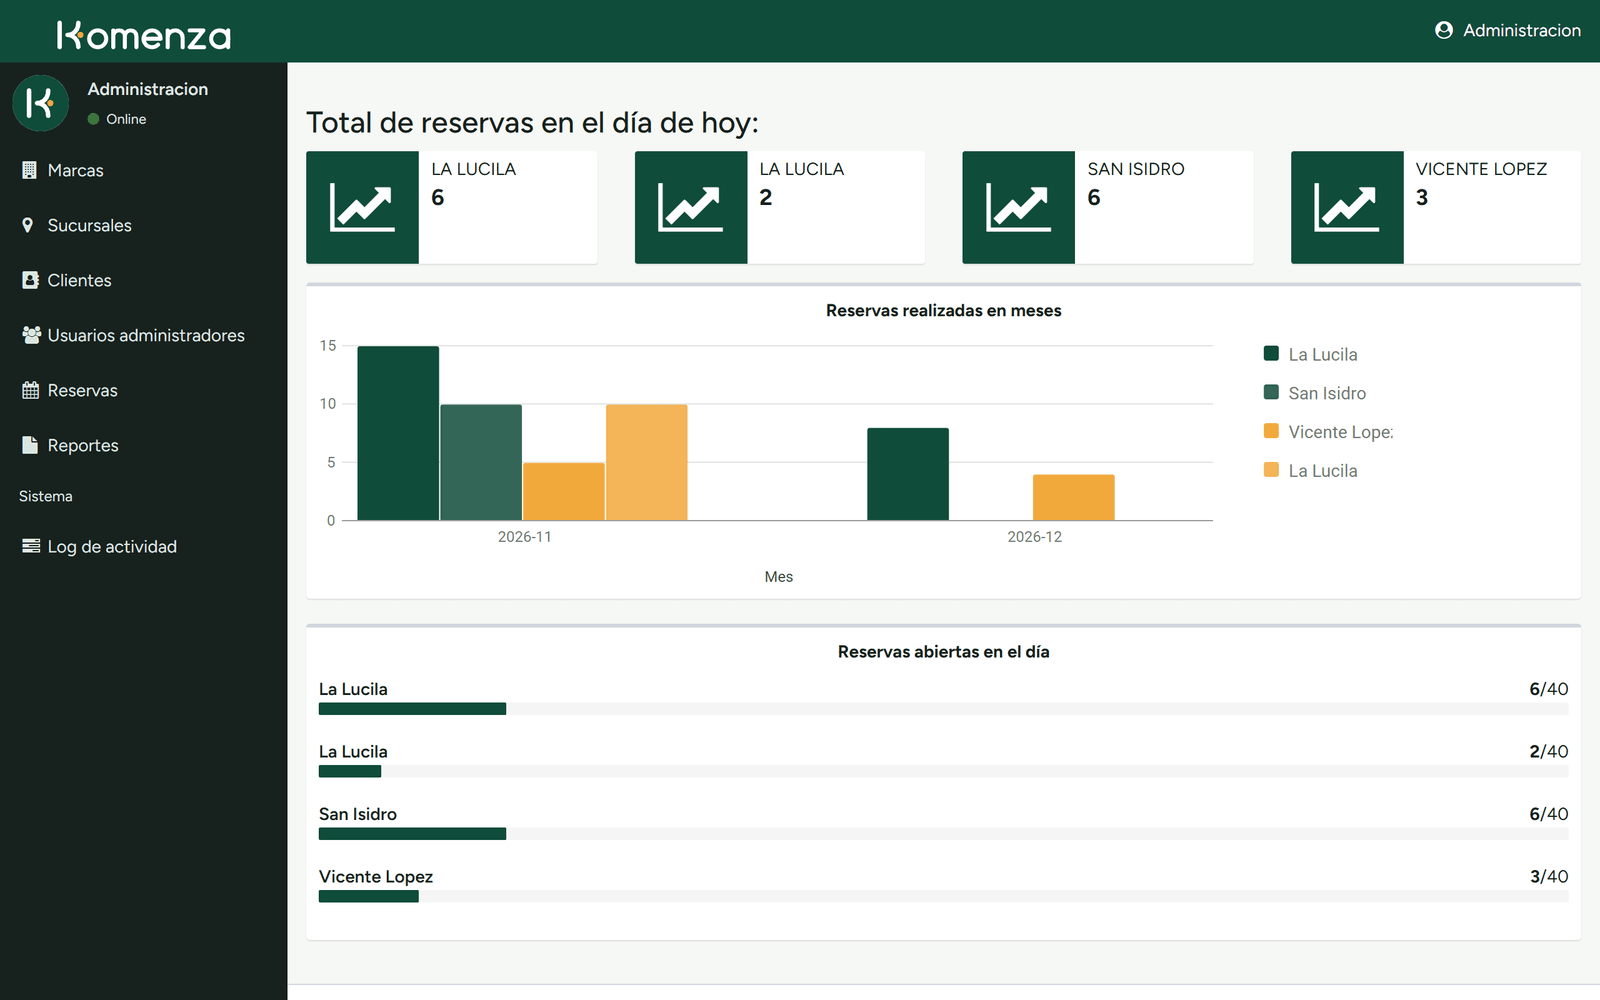 Komenza
Administracion
Administracion
Online
Marcas
Sucursales
Clientes
Usuarios administradores
Reservas
Reportes
Sistema
Log de actividad
Total de reservas en el día de hoy:
LA LUCILA
6
LA LUCILA
2
SAN ISIDRO
6
VICENTE LOPEZ
3
Reservas realizadas en meses
15
10
5
0
2026-11
2026-12
Mes
La Lucila
San Isidro
Vicente Lopez
La Lucila
Reservas abiertas en el día
La Lucila
6/40
La Lucila
2/40
San Isidro
6/40
Vicente Lopez
3/40